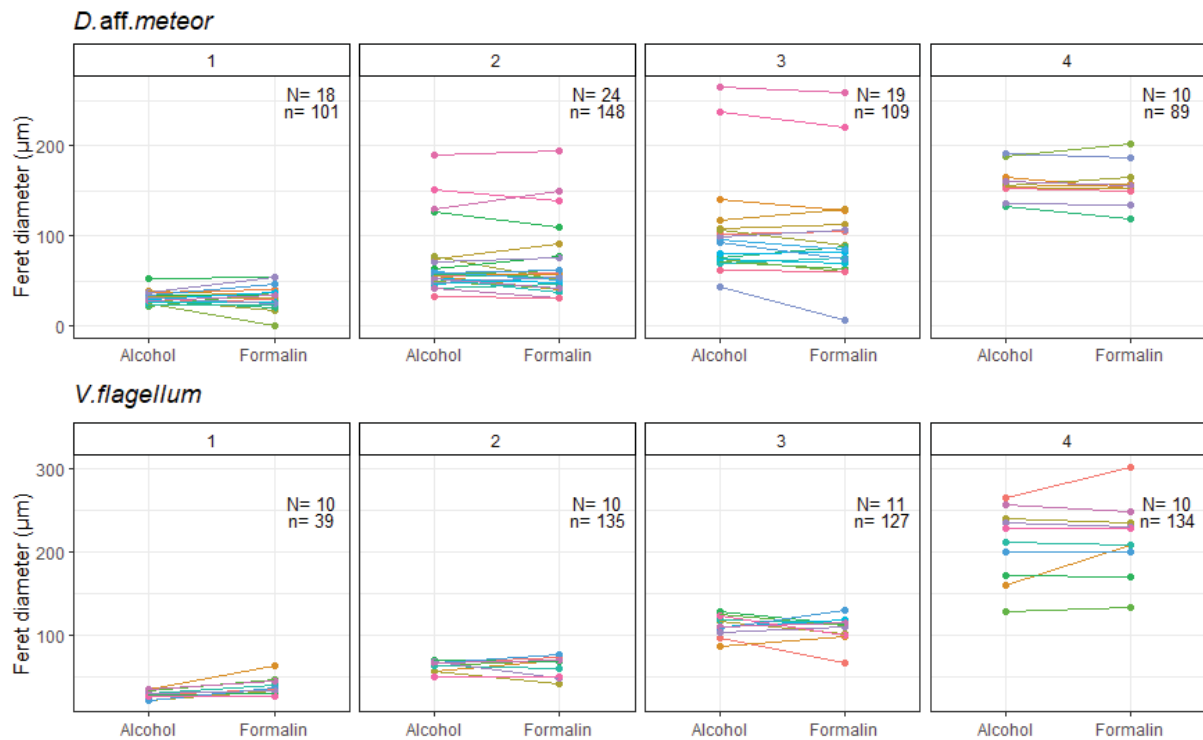 D.aff.meteor
1 2 3 4
N= 18 N= 24 N= 19 N= 10
n= 101 n= 148 n= 109 n= 89
Feret diameter (µm)
200
100
0
Alcohol Formalin Alcohol Formalin Alcohol Formalin Alcohol Formalin
V.flagellum
1 2 3 4
300
N= 10 N= 10 N= 11 N= 10
n= 39 n= 135 n= 127 n= 134
Feret diameter (µm)
200
100
Alcohol Formalin Alcohol Formalin Alcohol Formalin Alcohol Formalin